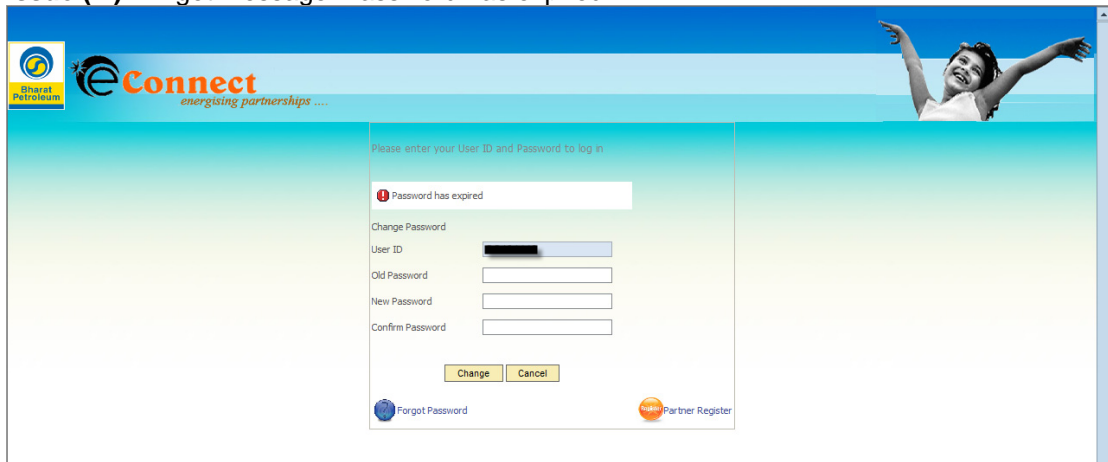 Bharat
Petroleum
eConnect
energising partnerships ....
Please enter your User ID and Password to log in
Password has expired
Change Password
User ID
Old Password
New Password
Confirm Password
Change Cancel
Forgot Password
Partner Register